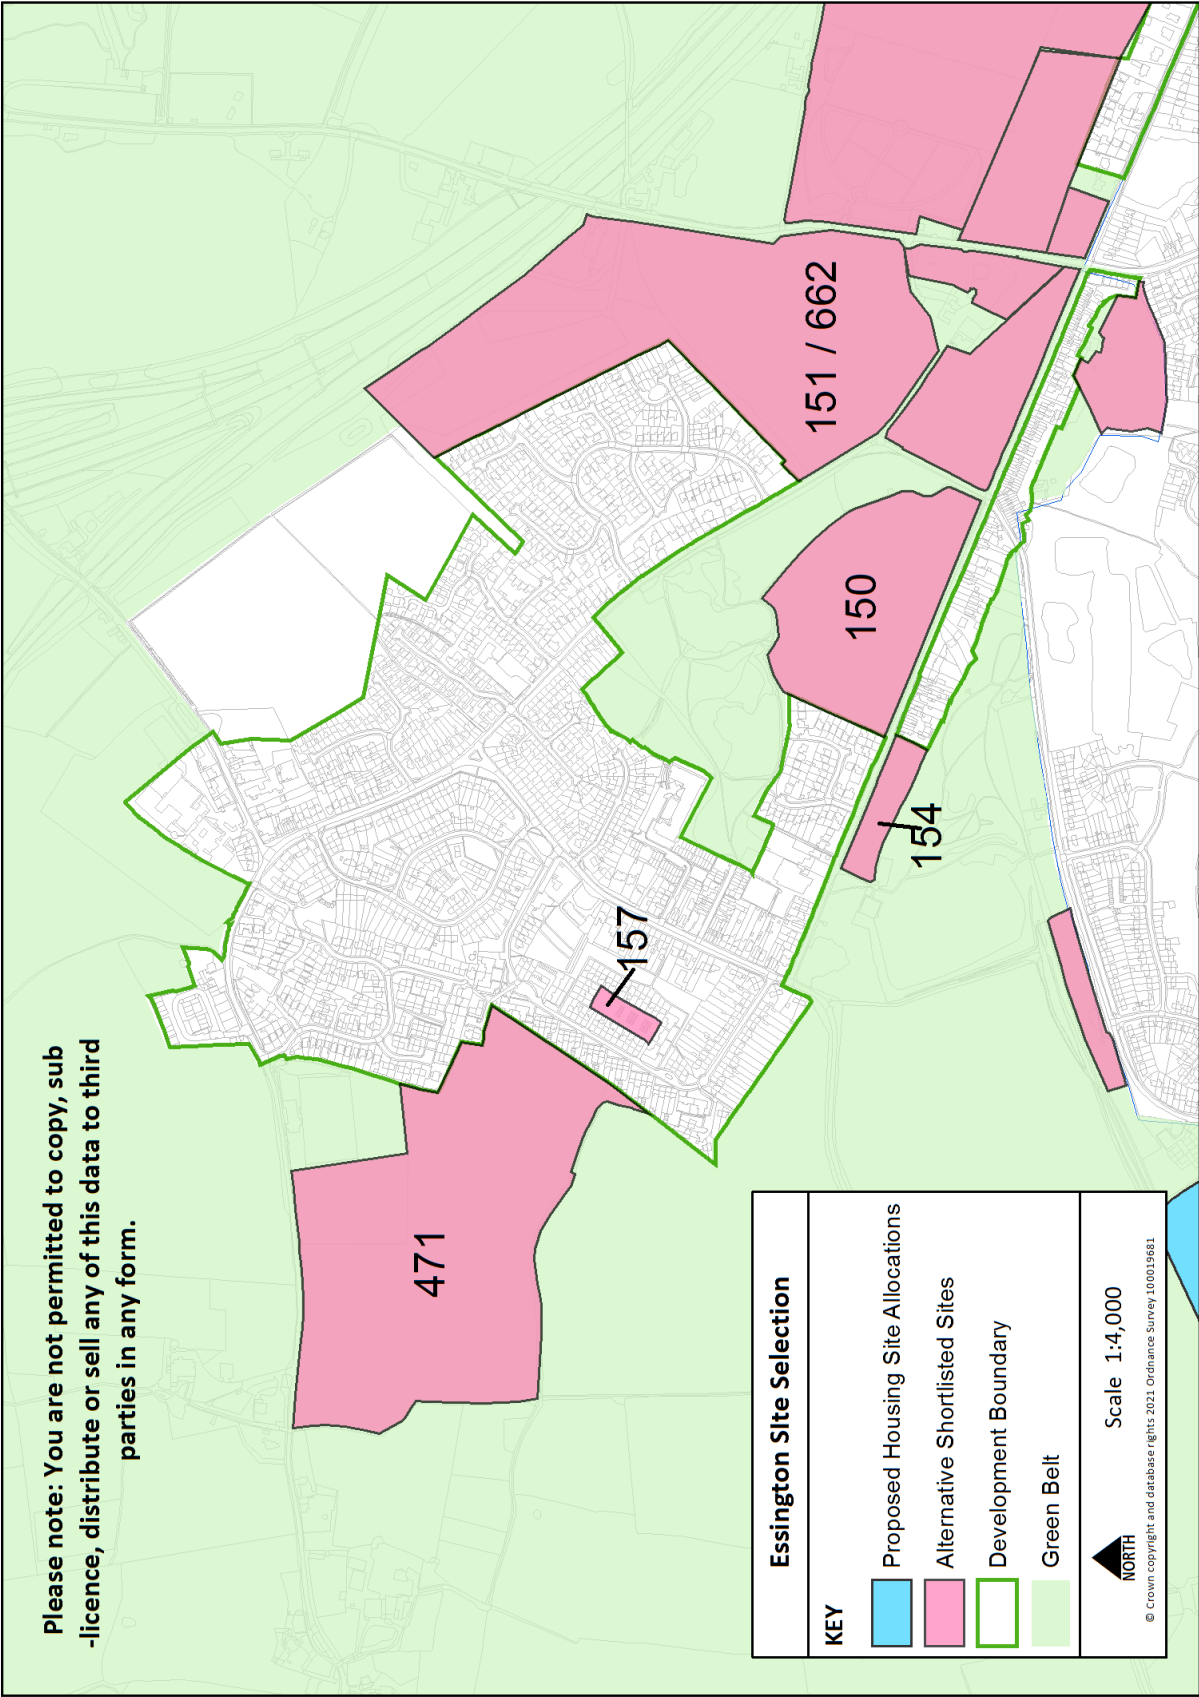 Please note: You are not permitted to copy, sub
-licence, distribute or sell any of this data to third
parties in any form.
471
157
154
150
151 / 662
Essington SIte Selection
KEY
Proposed Housing Site Allocations
Alternative Shortlisted Sites
Development Boundary
Green Belt
NORTH
Scale 1:4,000
© Crown copyright and database rights 2021 Ordnance Survey 100019681